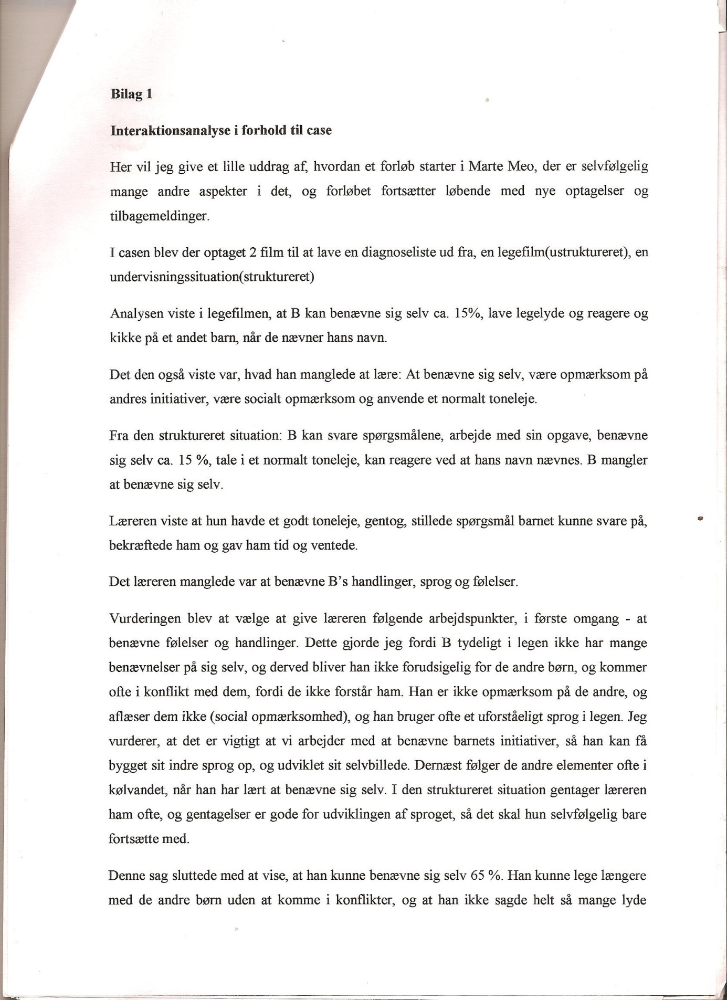 Bilag 1
Interaktionsanalyse i forhold til case
Her vil jeg give et lille uddrag af, hvordan et forløb starter i Marte Meo, der er selvfølgelig
mange andre aspekter i det, og forløbet fortsætter løbende med nye optagelser og
tilbagemeldinger.
I casen blev der optaget 2 film til at lave en diagnoseliste ud fra, en legefilm(ustruktureret), en
undervisningssituation(struktureret)
Analysen viste i legefilmen, at B kan benævne sig selv ca. 15%, lave legelyde og reagere og
kikke på et andet barn, når de nævner hans navn.
Det den også viste var, hvad han manglede at lære: At benævne sig selv, være opmærksom på
andres initiativer, være socialt opmærksom og anvende et normalt toneleje.
Fra den struktureret situation: B kan svare spørgsmålene, arbejde med sin opgave, benævne
sig selv ca. 15 %, tale i et normalt toneleje, kan reagere ved at hans navn nævnes. B mangler
at benævne sig selv.
Læreren viste at hun havde et godt toneleje, gentog, stillede spørgsmål barnet kunne svare på,
bekræftede ham og gav ham tid og ventede.
Det læreren manglede var at benævne B’s handlinger, sprog og følelser.
Vurderingen blev at vælge at give læreren følgende arbejdspunkter, i første omgang - at
benævne følelser og handlinger. Dette gjorde jeg fordi B tydeligt i legen ikke har mange
benævnelser på sig selv, og derved bliver han ikke forudsigelig for de andre børn, og kommer
ofte i konflikt med dem, fordi de ikke forstår ham. Han er ikke opmærksom på de andre, og
aflæser dem ikke (social opmærksomhed), og han bruger ofte et uforståeligt sprog i legen. Jeg
vurderer, at det er vigtigt at vi arbejder med at benævne barnets initiativer, så han kan få
bygget sit indre sprog op, og udviklet sit selvbillede. Dernæst følger de andre elementer ofte i
kølvandet, når han har lært at benævne sig selv. I den struktureret situation gentager læreren
ham ofte, og gentagelser er gode for udviklingen af sproget, så det skal hun selvfølgelig bare
fortsætte med.
Denne sag sluttede med at vise, at han kunne benævne sig selv 65 %. Han kunne lege længere
med de andre børn uden at komme i konflikter, og at han ikke sagde helt så mange lyde